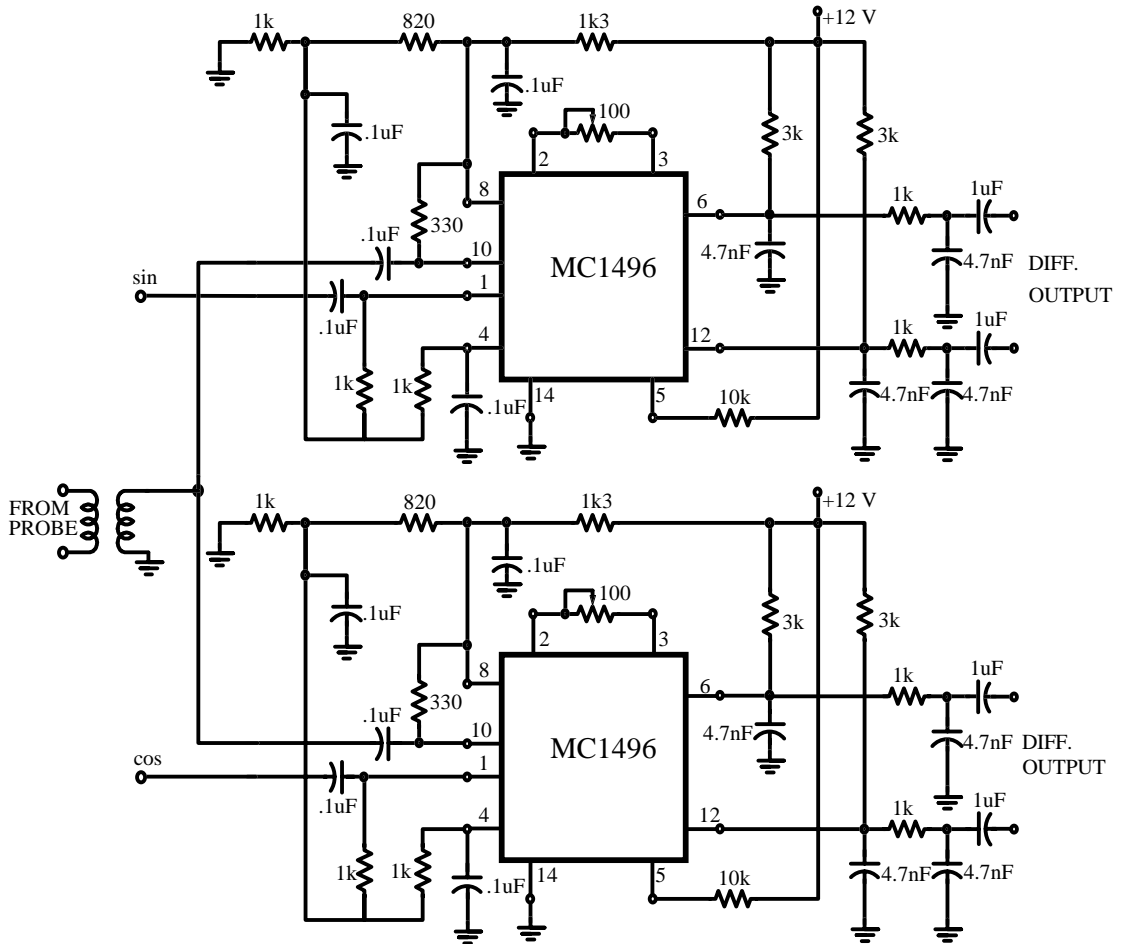 1k
820
1k3
+12 V
.1uF
.1uF
100
2
3
3k
3k
8
330
.1uF
10
sin
1
.1uF
MC1496
6
1k
1uF
4.7nF
4.7nF
DIFF.
OUTPUT
4
1k
1k
.1uF
14
5
10k
12
1k
1uF
4.7nF
4.7nF
FROM
PROBE
1k
820
1k3
+12 V
.1uF
.1uF
100
2
3
3k
3k
8
330
.1uF
10
cos
1
.1uF
MC1496
6
1k
1uF
4.7nF
4.7nF
DIFF.
OUTPUT
4
1k
1k
.1uF
14
5
10k
12
1k
1uF
4.7nF
4.7nF